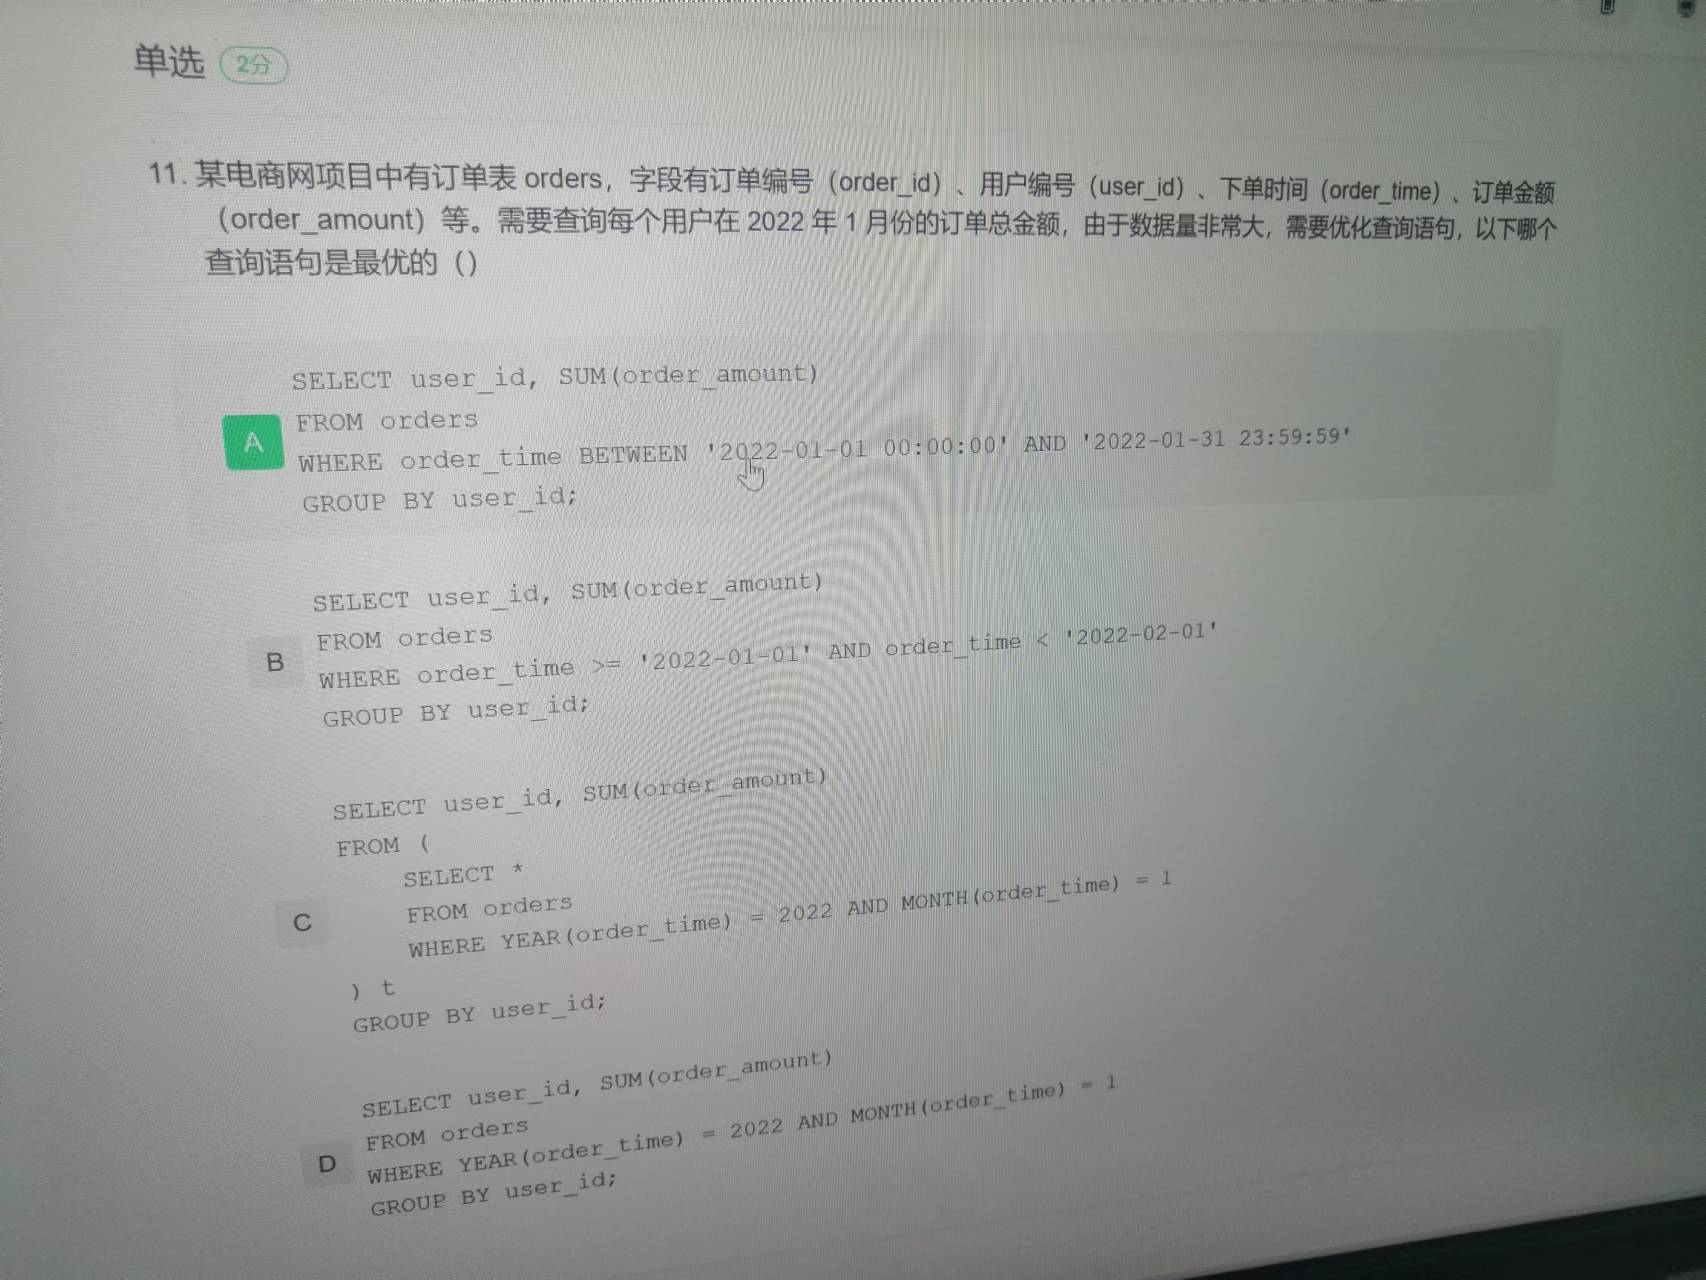 单选 2分
11. 某电商网项目中有订单表 orders，字段有订单编号（order_id）、用户编号（user_id）、下单时间（order_time）、订单金额
（order_amount）等。需要查询每个用户在 2022 年 1 月份的订单总金额，由于数据量非常大，需要优化查询语句，以下哪个
查询语句是最优的（）
SELECT user_id, SUM(order_amount)
FROM orders
A
WHERE order_time BETWEEN '2022-01-01 00:00:00' AND '2022-01-31 23:59:59'
GROUP BY user_id;
SELECT user_id, SUM(order_amount)
FROM orders
B
WHERE order_time >= '2022-01-01' AND order_time < '2022-02-01'
GROUP BY user_id;
SELECT user_id, SUM(order_amount)
FROM (
SELECT *
FROM orders
C
WHERE YEAR(order_time) = 2022 AND MONTH(order_time) = 1
) t
GROUP BY user_id;
SELECT user_id, SUM(order_amount)
FROM orders
D
WHERE YEAR(order_time) = 2022 AND MONTH(order_time) = 1
GROUP BY user_id;